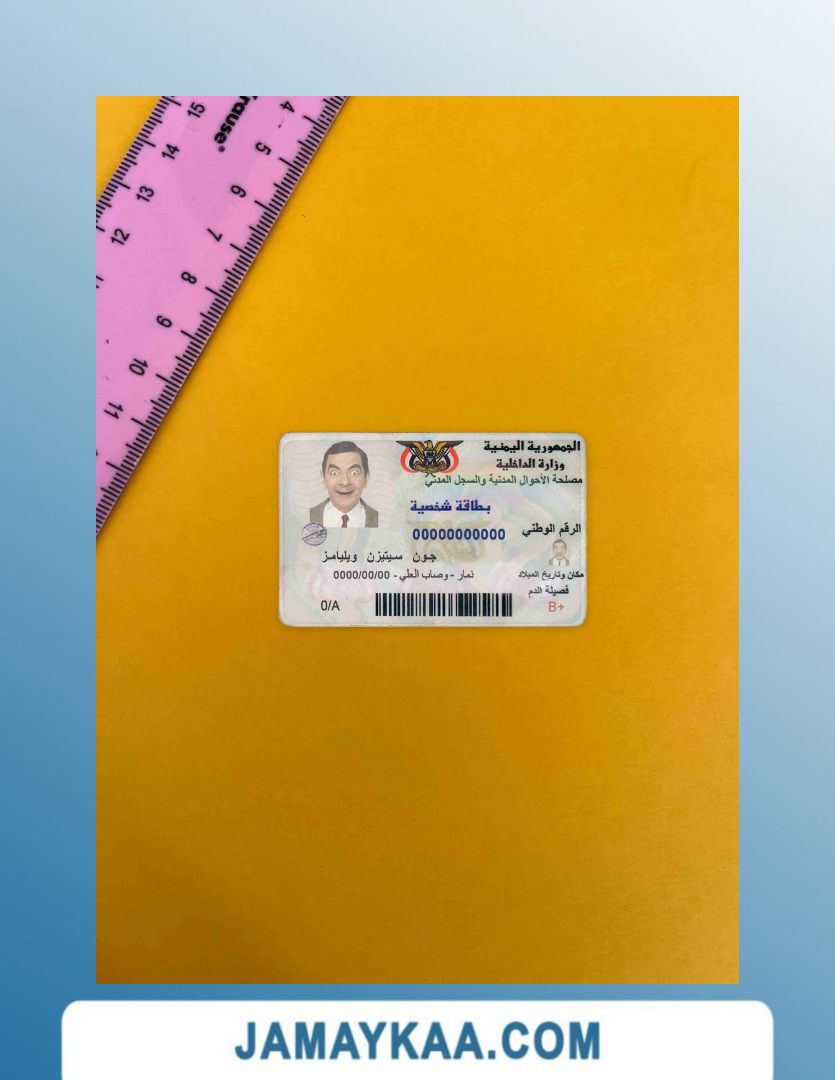 rause®
15 14 13 12 11
4 5 6 7 8 9 10 11
الجمهورية اليمنية
وزارة الداخلية
مصلحة الأحوال المدنية والسجل المدني
بطاقة شخصية
الرقم الوطني 00000000000
جون سيتيزن ويليامز
مكان وتاريخ الميلاد نمار - وصاب العلي - 0000/00/00
فصيلة الدم
0/A
B+
JAMAYKAA.COM